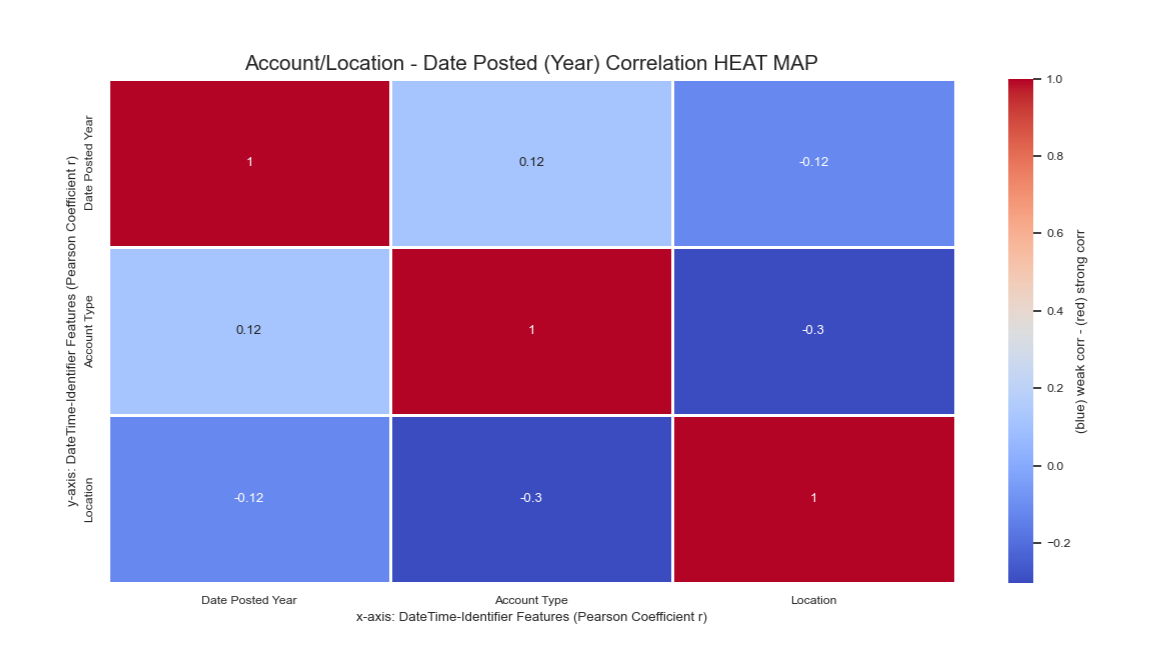 Account/Location - Date Posted (Year) Correlation HEAT MAP
y-axis: DateTime-Identifier Features (Pearson Coefficient r)
Date Posted Year
1
0.12
-0.12
Account Type
0.12
1
-0.3
Location
-0.12
-0.3
1
Date Posted Year
Account Type
Location
x-axis: DateTime-Identifier Features (Pearson Coefficient r)
1.0
0.8
0.6
0.4
0.2
0.0
−0.2
(blue) weak corr - (red) strong corr